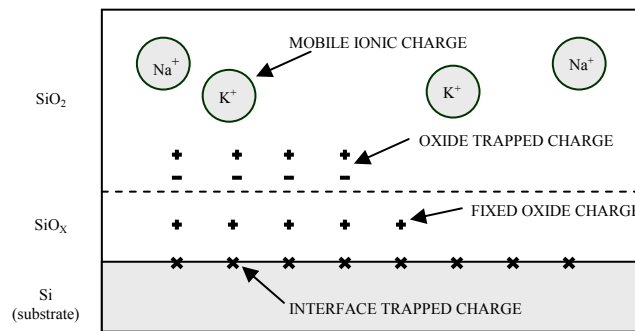 MOBILE IONIC CHARGE
Na+
Na+
K+
K+
SiO2
OXIDE TRAPPED CHARGE
SiOX
FIXED OXIDE CHARGE
Si
(substrate)
INTERFACE TRAPPED CHARGE